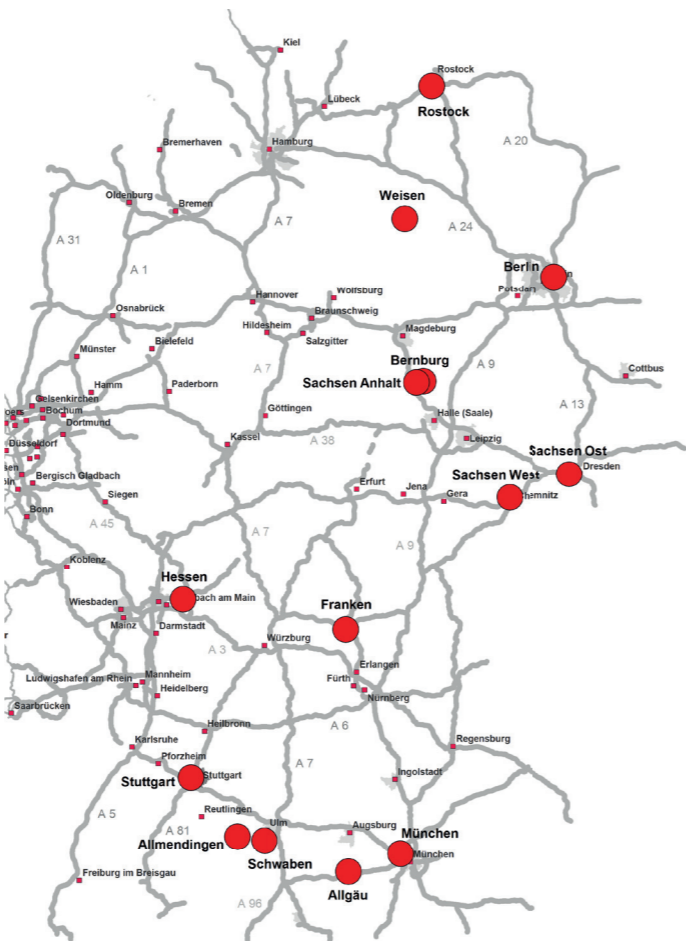 Kiel
Rostock
Rostock
Lübeck
Bremerhaven
Hamburg
A 20
Oldenburg
Bremen
Weisen
A 7
A 24
A 31
A 1
Berlin
Hannover
Wolfsburg
Osnabrück
Braunschweig
Hildesheim
Salzgitter
Magdeburg
Bielefeld
Münster
Bernburg
A 9
A 7
Sachsen Anhalt
Cottbus
Hamm
Paderborn
Gelsenkirchen
Bochum
A 13
Göttingen
Halle (Saale)
Dortmund
Düsseldorf
Kassel
A 38
Leipzig
Sachsen Ost
Dresden
Sachsen West
Bergisch Gladbach
Erfurt
Jena
Gera
Siegen
Bonn
A 45
A 7
A 9
Koblenz
Hessen
Wiesbaden
bach am Main
Franken
Mainz
Darmstadt
A 3
Würzburg
Erlangen
Ludwigshafen am Rhein
Mannheim
Fürth
Heidelberg
Nürnberg
Saarbrücken
Heilbronn
A 6
Karlsruhe
Regensburg
Pforzheim
A 7
Stuttgart
Stuttgart
Ingolstadt
A 5
Reutlingen
A 81
Ulm
Augsburg
München
Allmendingen
Schwaben
München
Freiburg im Breisgau
Allgäu
A 96